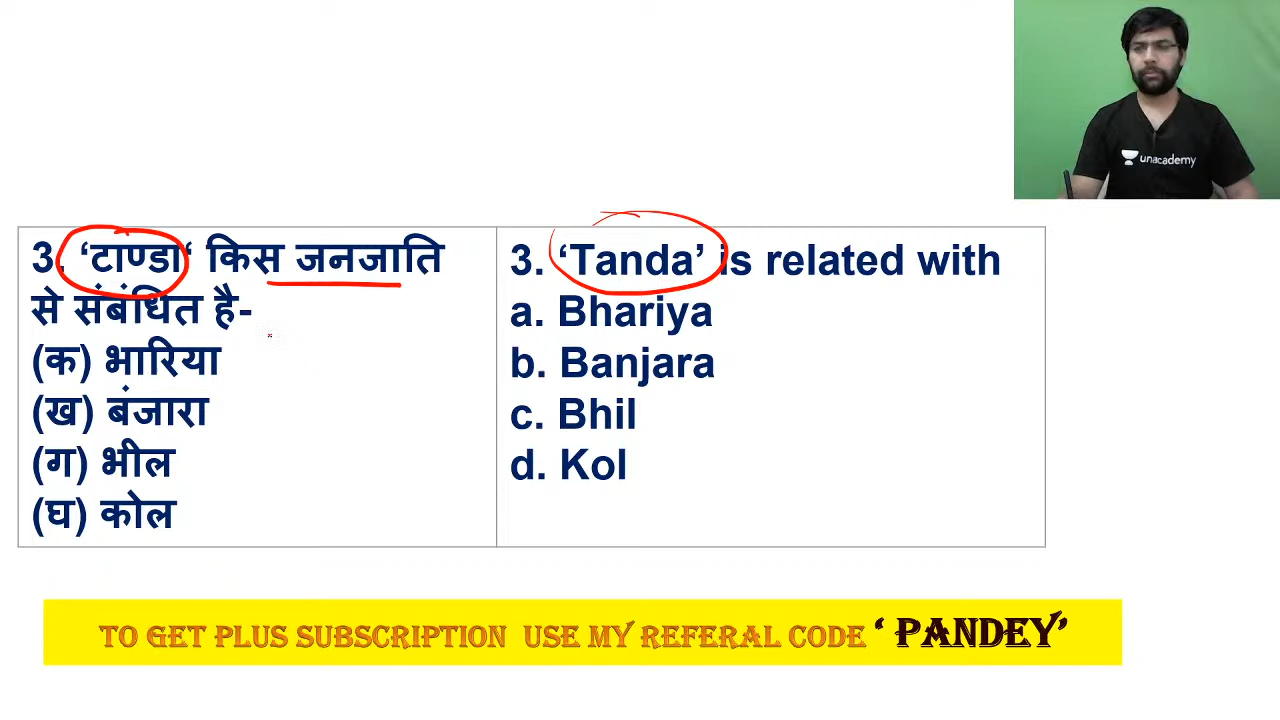 unacademy
3. ‘टाण्डा‘ किस जनजाति
से संबंधित है-
(क) भारिया
(ख) बंजारा
(ग) भील
(घ) कोल
3. ‘Tanda’ is related with
a. Bhariya
b. Banjara
c. Bhil
d. Kol
TO GET PLUS SUBSCRIPTION USE MY REFERAL CODE ‘ PANDEY’